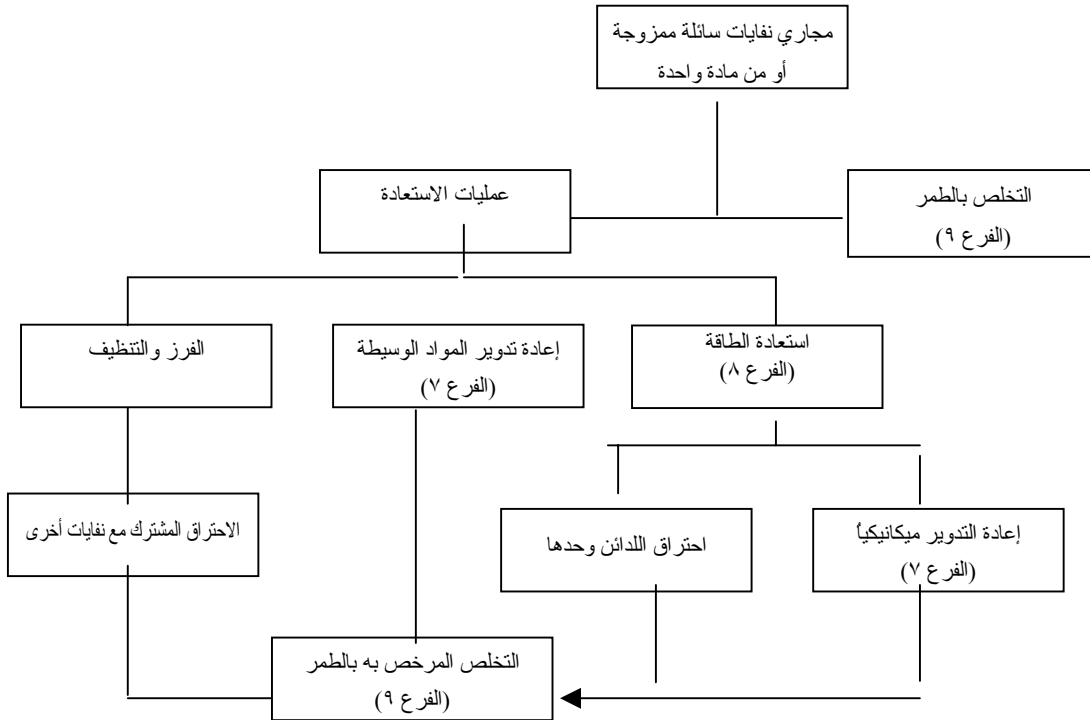 مجاري نفايات سائلة ممزوجة
أو من مادة واحدة
التخلص بالطمر
(الفرع ٩)
عمليات الاستعادة
استعادة الطاقة
(الفرع ٨)
إعادة تدوير المواد الوسيطة
(الفرع ٧)
الفرز والتنظيف
إعادة التدوير ميكانيكياً
(الفرع ٧)
احتراق اللدائن وحدها
الاحتراق المشترك مع نفايات أخرى
التخلص المرخص به بالطمر
(الفرع ٩)